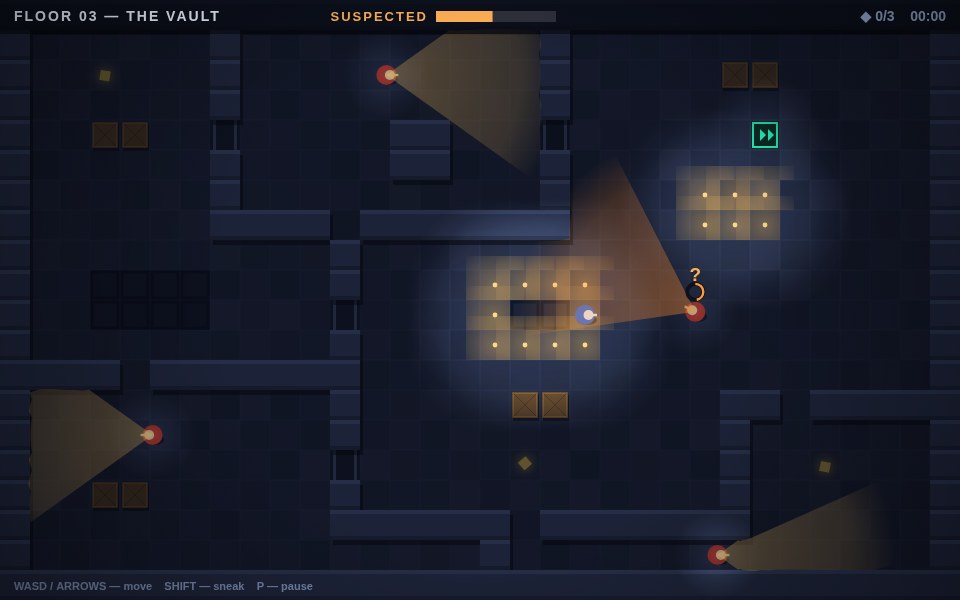 FLOOR 03 — THE VAULT
SUSPECTED
◆ 0/3 00:00
?
WASD / ARROWS — move SHIFT — sneak P — pause